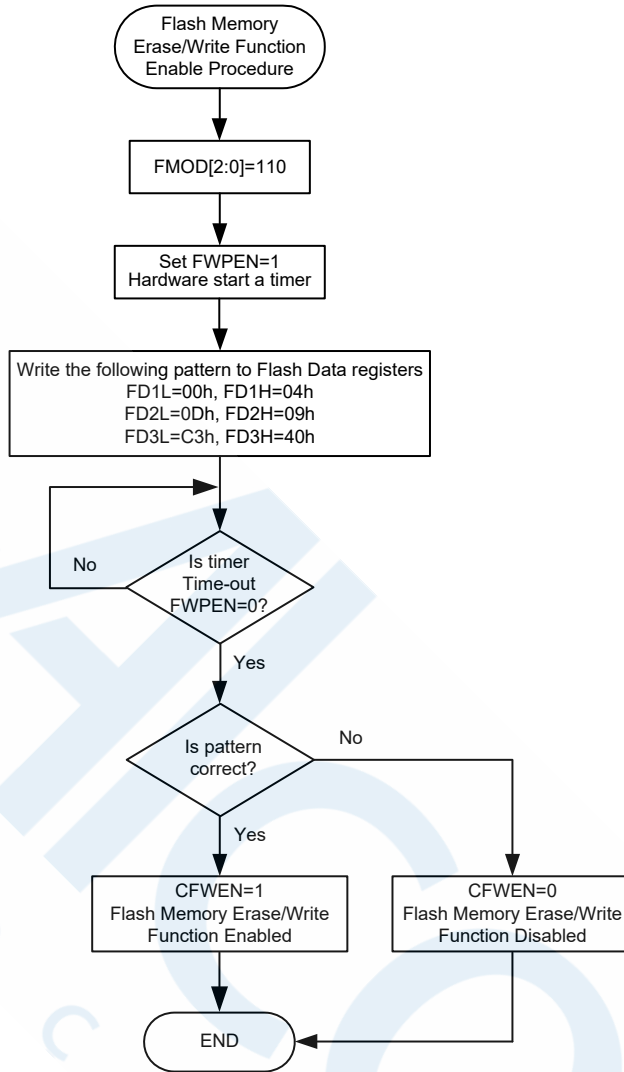 Flash Memory
Erase/Write Function
Enable Procedure
FMOD[2:0]=110
Set FWPEN=1
Hardware start a timer
Write the following pattern to Flash Data registers
FD1L=00h, FD1H=04h
FD2L=0Dh, FD2H=09h
FD3L=C3h, FD3H=40h
No
Is timer
Time-out
FWPEN=0?
Yes
Is pattern
correct?
No
Yes
CFWEN=1
Flash Memory Erase/Write
Function Enabled
CFWEN=0
Flash Memory Erase/Write
Function Disabled
END